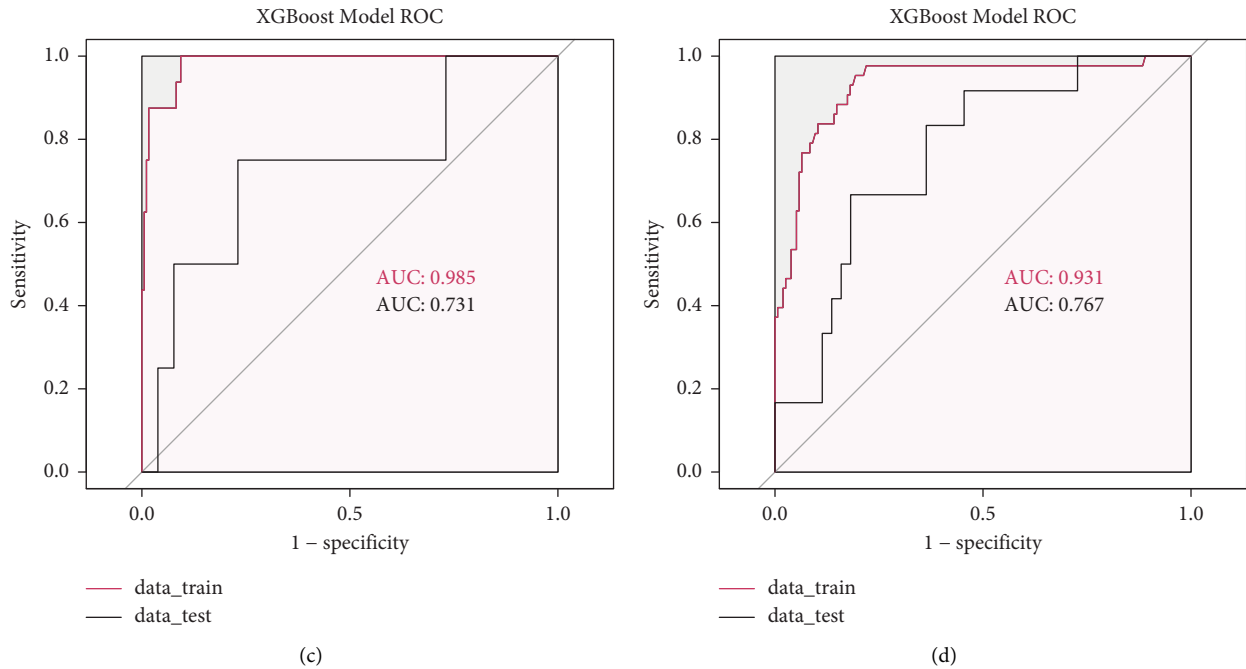 XGBoost Model ROC
1.0
0.8
0.6
0.4
0.2
0.0
Sensitivity
AUC: 0.985
AUC: 0.731
0.0 0.5 1.0
1 − specificity
data_train
data_test
(c)
XGBoost Model ROC
1.0
0.8
0.6
0.4
0.2
0.0
Sensitivity
AUC: 0.931
AUC: 0.767
0.0 0.5 1.0
1 − specificity
data_train
data_test
(d)